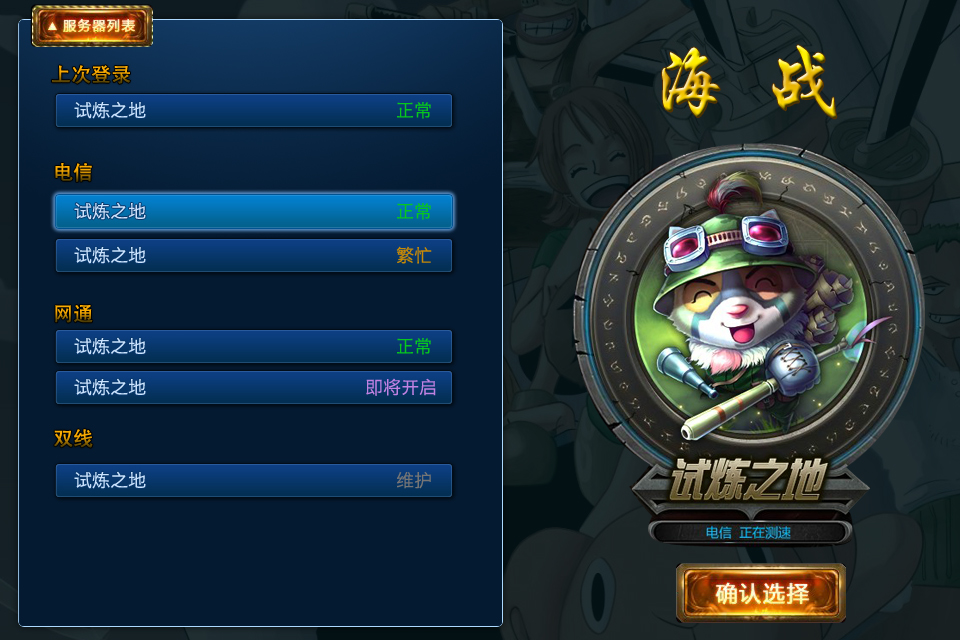 ▲服务器列表
上次登录
试炼之地 正常
电信
试炼之地 正常
试炼之地 繁忙
网通
试炼之地 正常
试炼之地 即将开启
双线
试炼之地 维护
海 战
试炼之地
电信 正在测速
确认选择